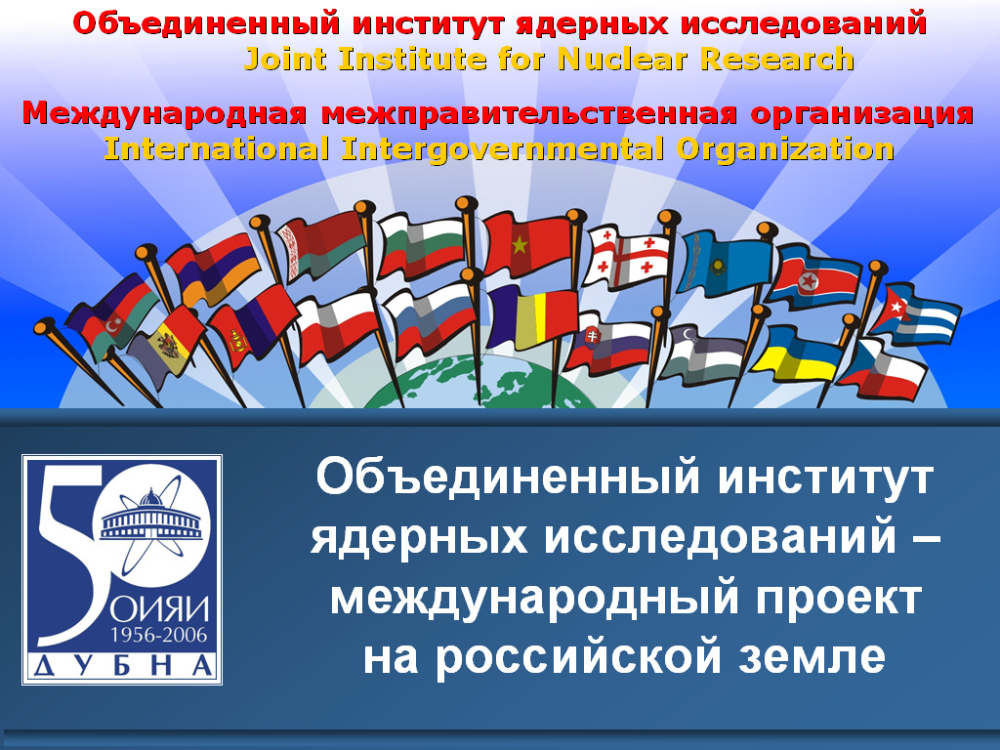 Объединенный институт ядерных исследований
Joint Institute for Nuclear Research
Международная межправительственная организация
International Intergovernmental Organization
50
ОИЯИ
1956-2006
ДУБНА
Объединенный институт
ядерных исследований –
международный проект
на российской земле